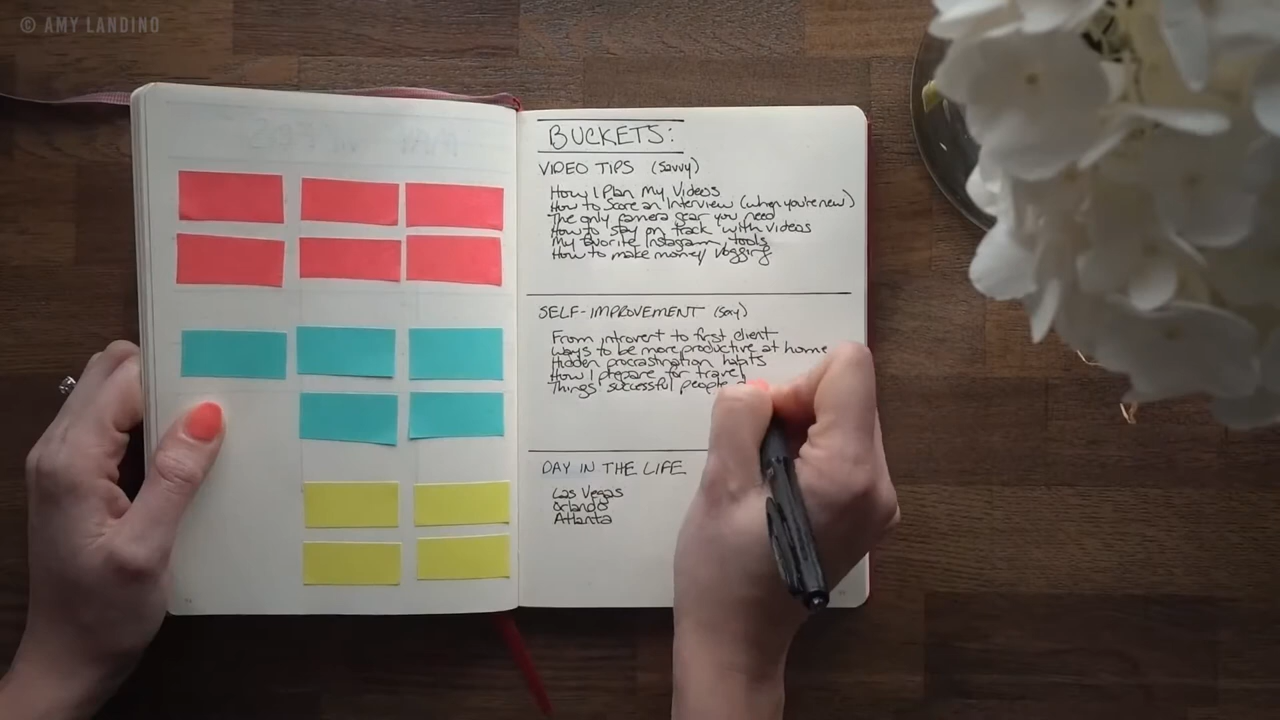 © AMY LANDINO
BUCKETS:
VIDEO TIPS (Savvy)
How I Plan My Videos
How to Score an Interview (when you're new)
The only camera gear you need
How to stay on track with videos
My favorite Instagram tools
How to make money vlogging
SELF-IMPROVEMENT (Say)
From introvert to first client
Ways to be more productive at home
Hidden procrastination habits
How I prepare for travel
Things successful people
DAY IN THE LIFE
Las Vegas
Orlando
Atlanta